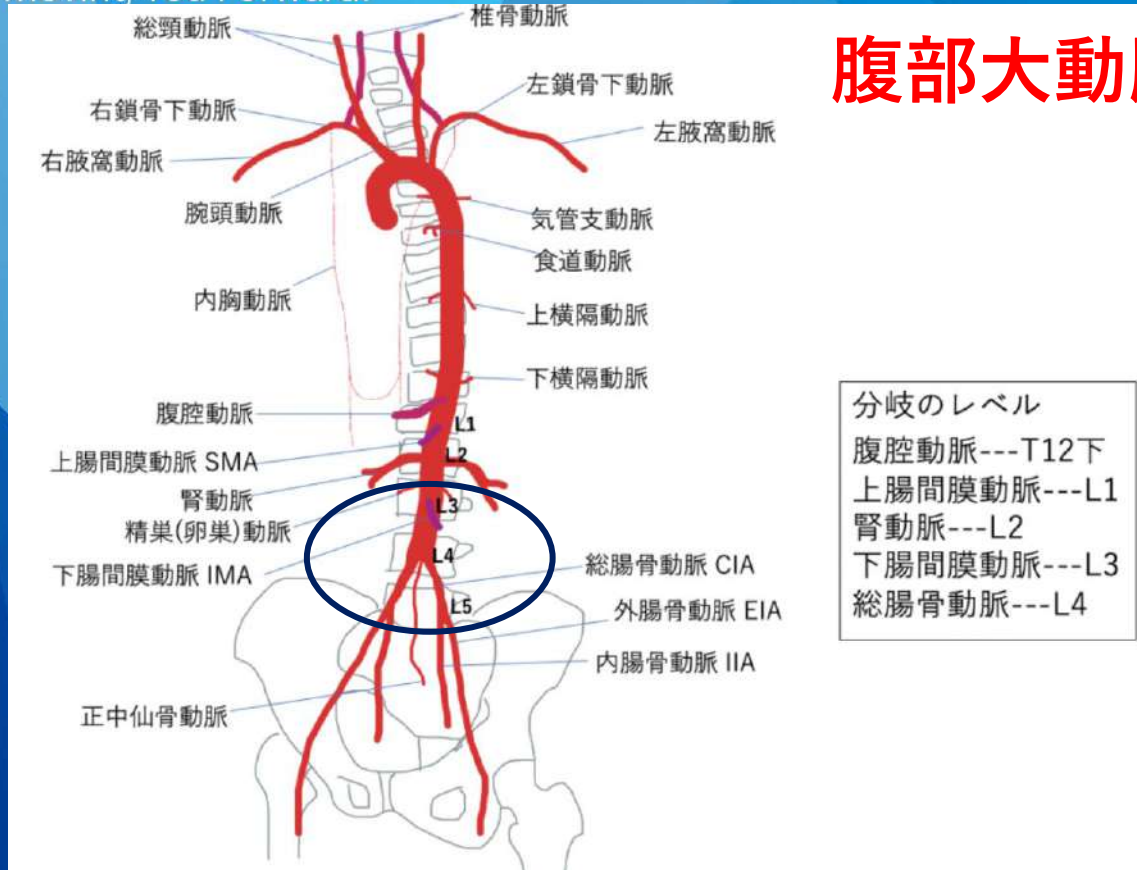 腹部大動
総頸動脈
椎骨動脈
右鎖骨下動脈
左鎖骨下動脈
右腋窩動脈
左腋窩動脈
腕頭動脈
気管支動脈
食道動脈
内胸動脈
上横隔動脈
下横隔動脈
腹腔動脈
L1
上腸間膜動脈 SMA
L2
腎動脈
L3
精巣(卵巣)動脈
L4
下腸間膜動脈 IMA
総腸骨動脈 CIA
L5
外腸骨動脈 EIA
内腸骨動脈 IIA
正中仙骨動脈
分岐のレベル
腹腔動脈---T12下
上腸間膜動脈---L1
腎動脈---L2
下腸間膜動脈---L3
総腸骨動脈---L4